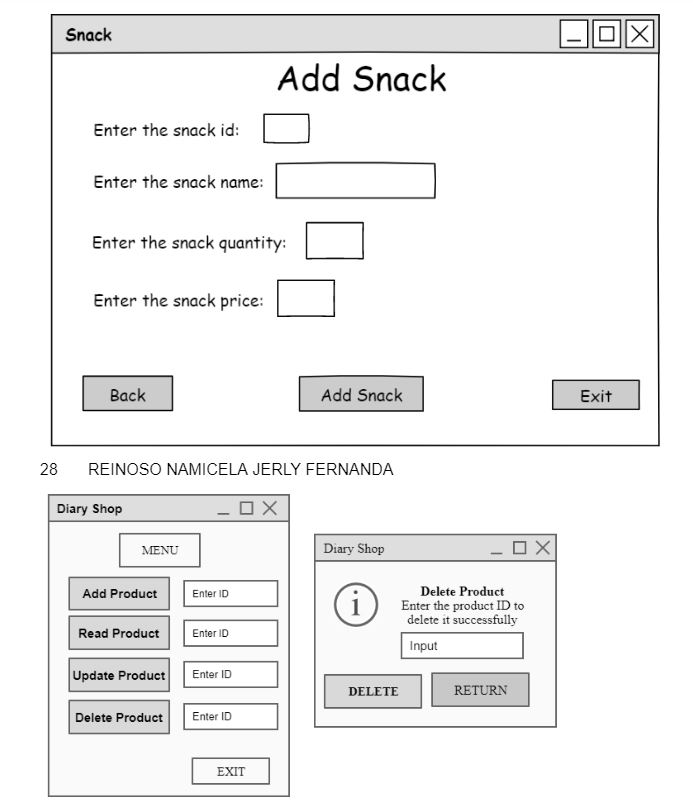 Snack
Add Snack
Enter the snack id:
Enter the snack name:
Enter the snack quantity:
Enter the snack price:
Back Add Snack Exit
28 REINOSO NAMICELA JERLY FERNANDA
Diary Shop
MENU
Add Product Enter ID
Read Product Enter ID
Update Product Enter ID
Delete Product Enter ID
EXIT
Diary Shop
i
Delete Product
Enter the product ID to
delete it successfully
Input
DELETE RETURN